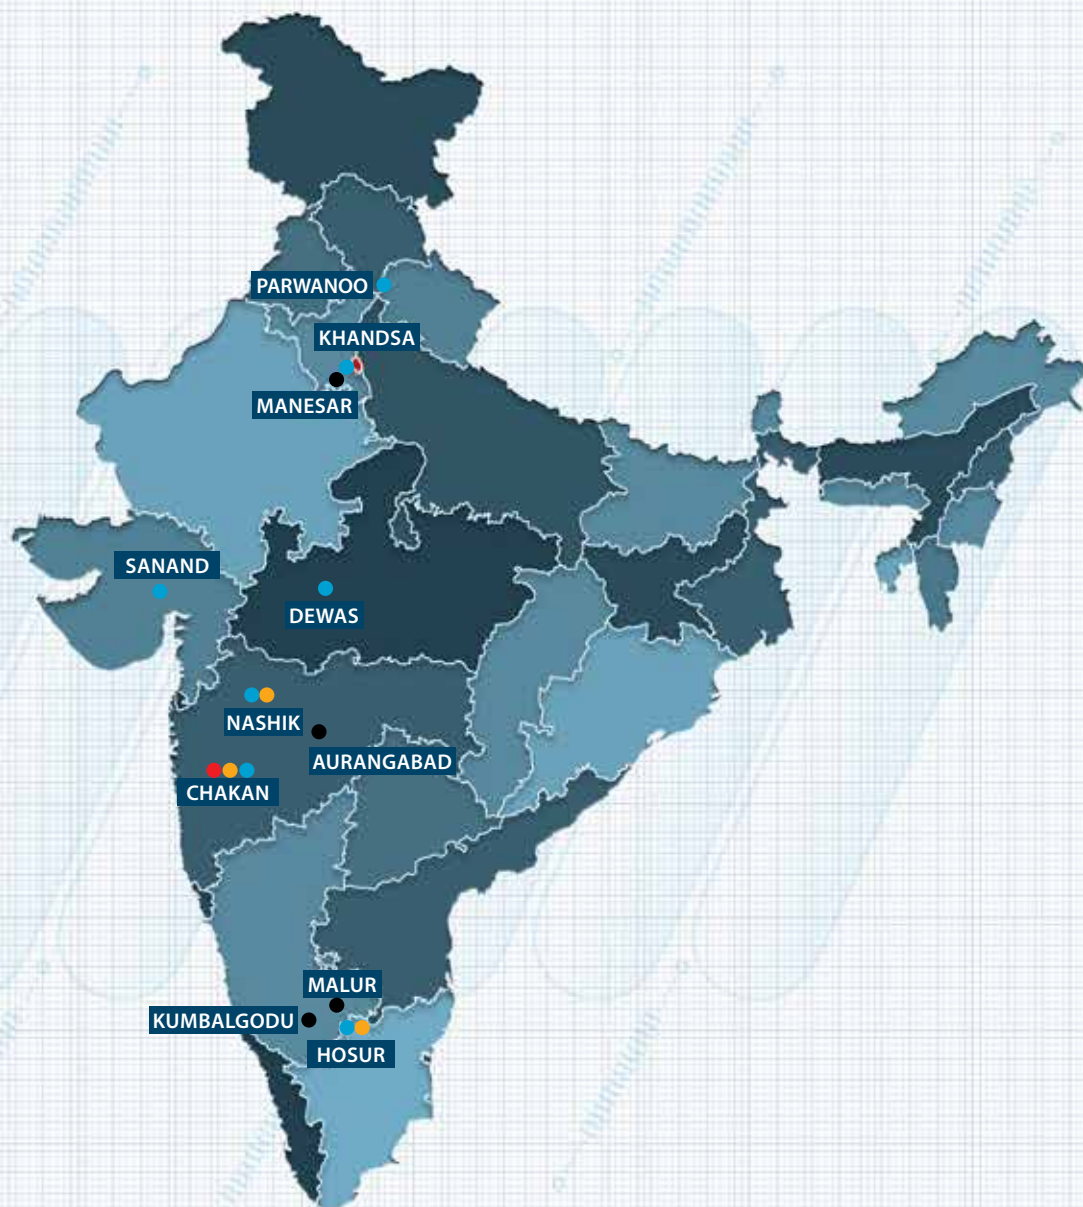 PARWANOO
KHANDSA
MANESAR
SANAND
DEWAS
NASHIK
AURANGABAD
CHAKAN
MALUR
KUMBALGODU
HOSUR